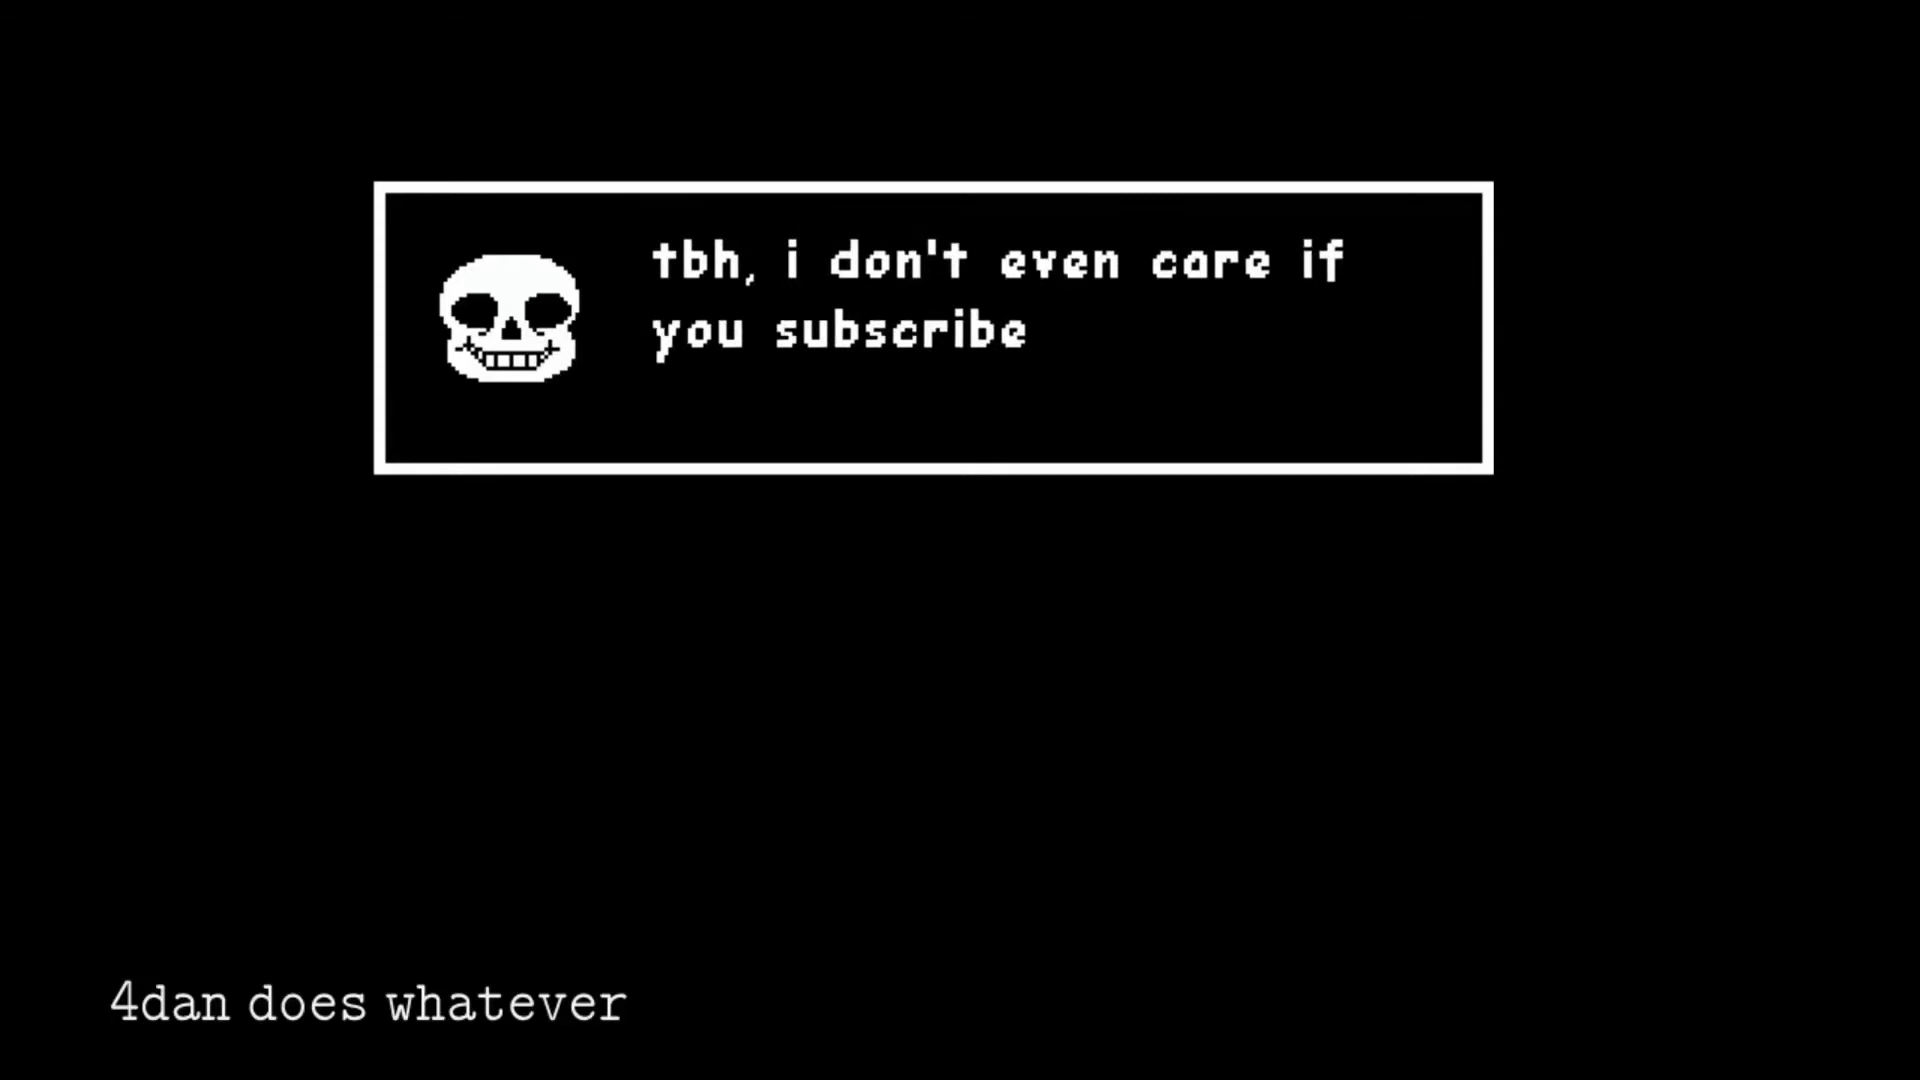 tbh, i don't even care if
you subscribe
4dan does whatever